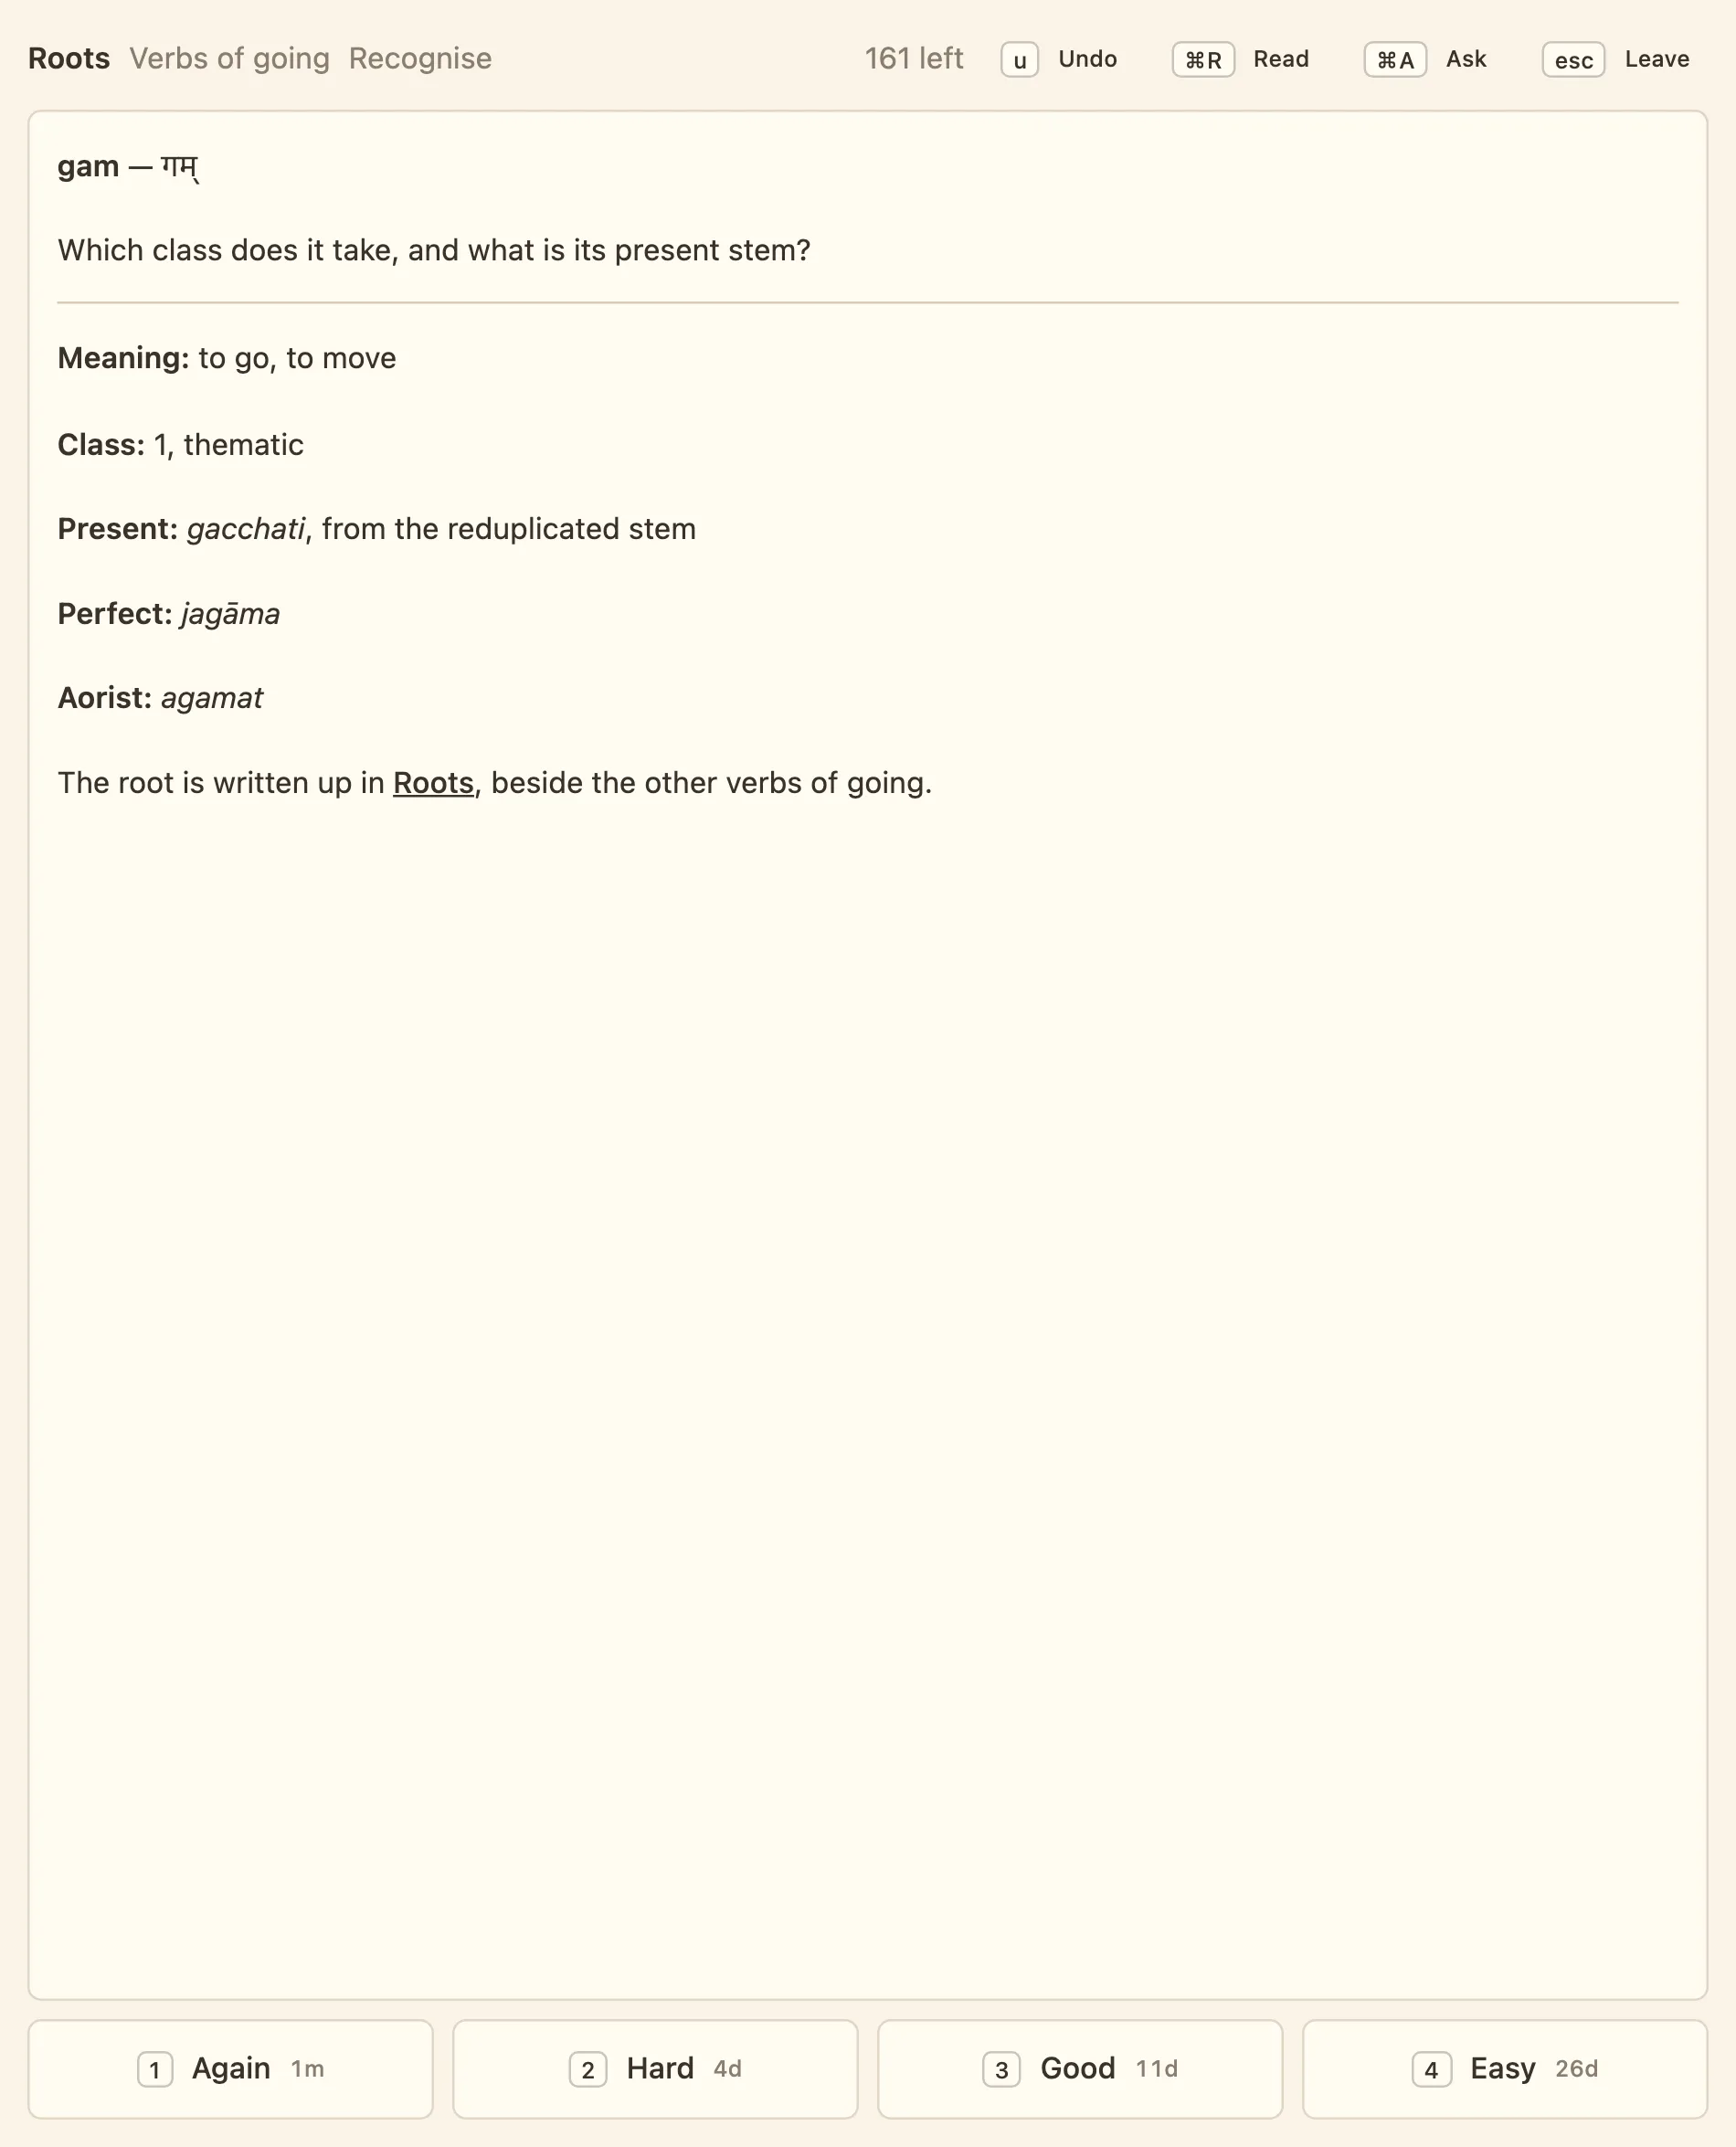 Roots Verbs of going Recognise 161 left u Undo ⌘R Read ⌘A Ask esc Leave
gam — गम्
Which class does it take, and what is its present stem?
Meaning: to go, to move
Class: 1, thematic
Present: gacchati, from the reduplicated stem
Perfect: jagāma
Aorist: agamat
The root is written up in Roots, beside the other verbs of going.
1 Again 1m 2 Hard 4d 3 Good 11d 4 Easy 26d